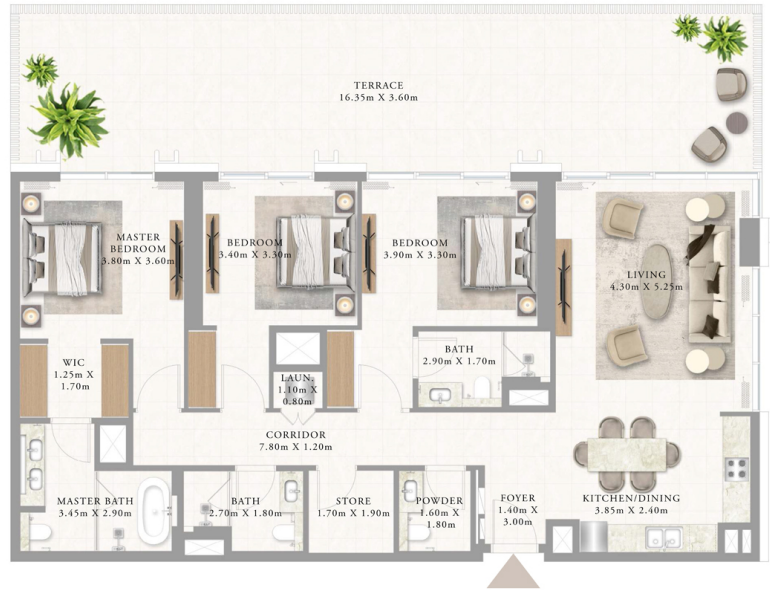 TERRACE
16.35m X 3.60m
MASTER
BEDROOM
3.80m X 3.60m
BEDROOM
3.40m X 3.30m
BEDROOM
3.90m X 3.30m
LIVING
4.30m X 5.25m
WIC
1.25m X
1.70m
LAUN.
1.10m X
0.80m
BATH
2.90m X 1.70m
CORRIDOR
7.80m X 1.20m
MASTER BATH
3.45m X 2.90m
BATH
2.70m X 1.80m
STORE
1.70m X 1.90m
POWDER
1.60m X
1.80m
FOYER
1.40m X
3.00m
KITCHEN/DINING
3.85m X 2.40m